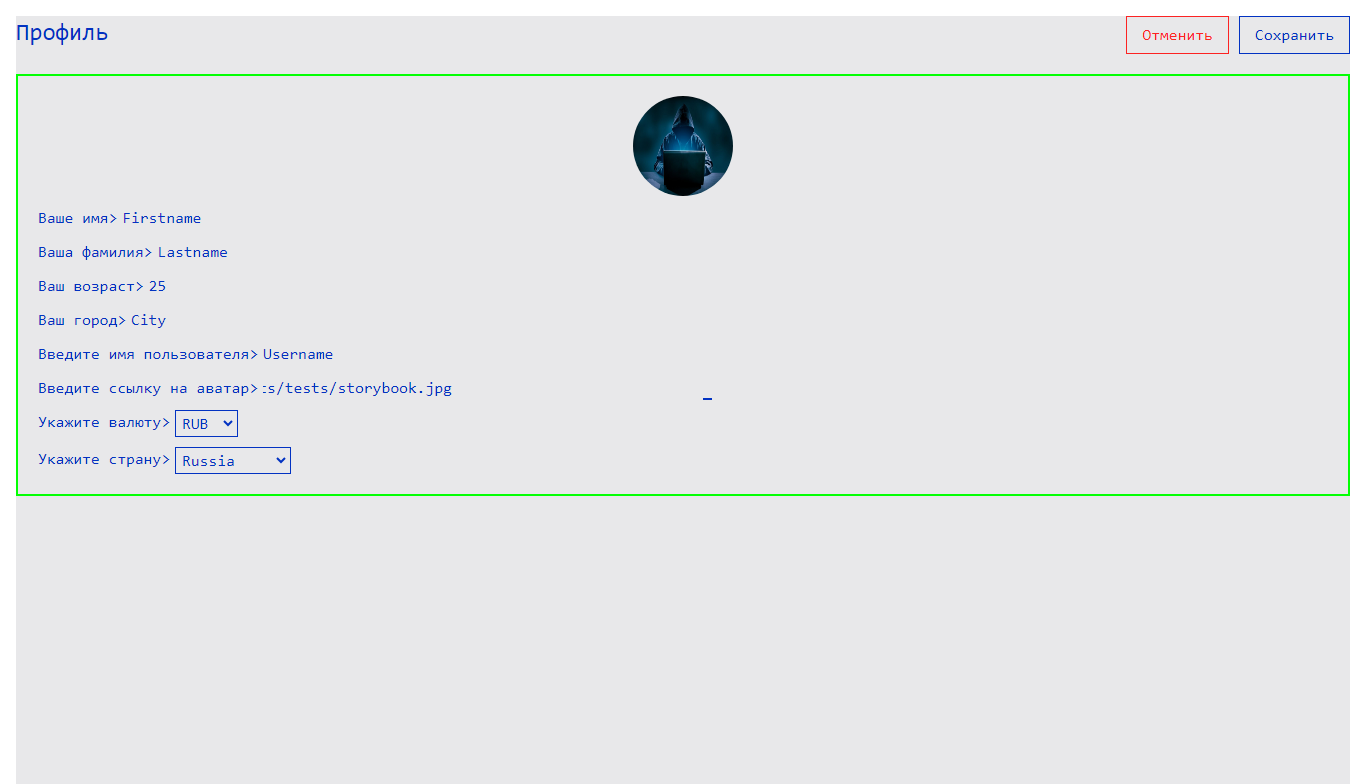 Профиль
Отменить
Сохранить
Ваше имя> Firstname
Ваша фамилия> Lastname
Ваш возраст> 25
Ваш город> City
Введите имя пользователя> Username
Введите ссылку на аватар> s/tests/storybook.jpg
Укажите валюту> RUB
Укажите страну> Russia